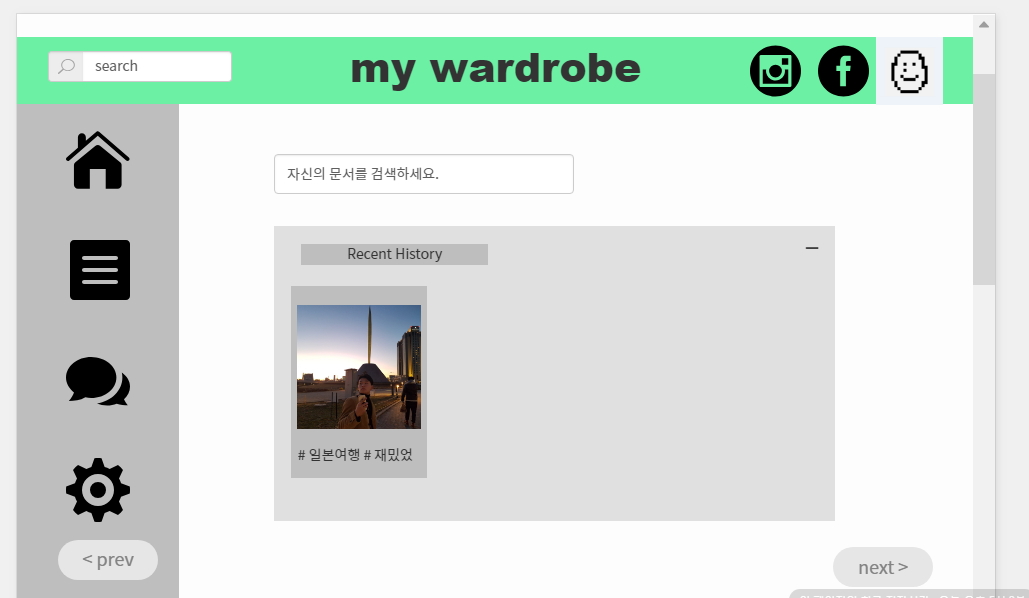 search
my wardrobe
자신의 문서를 검색하세요.
Recent History
# 일본여행 # 재밌었
< prev
next >